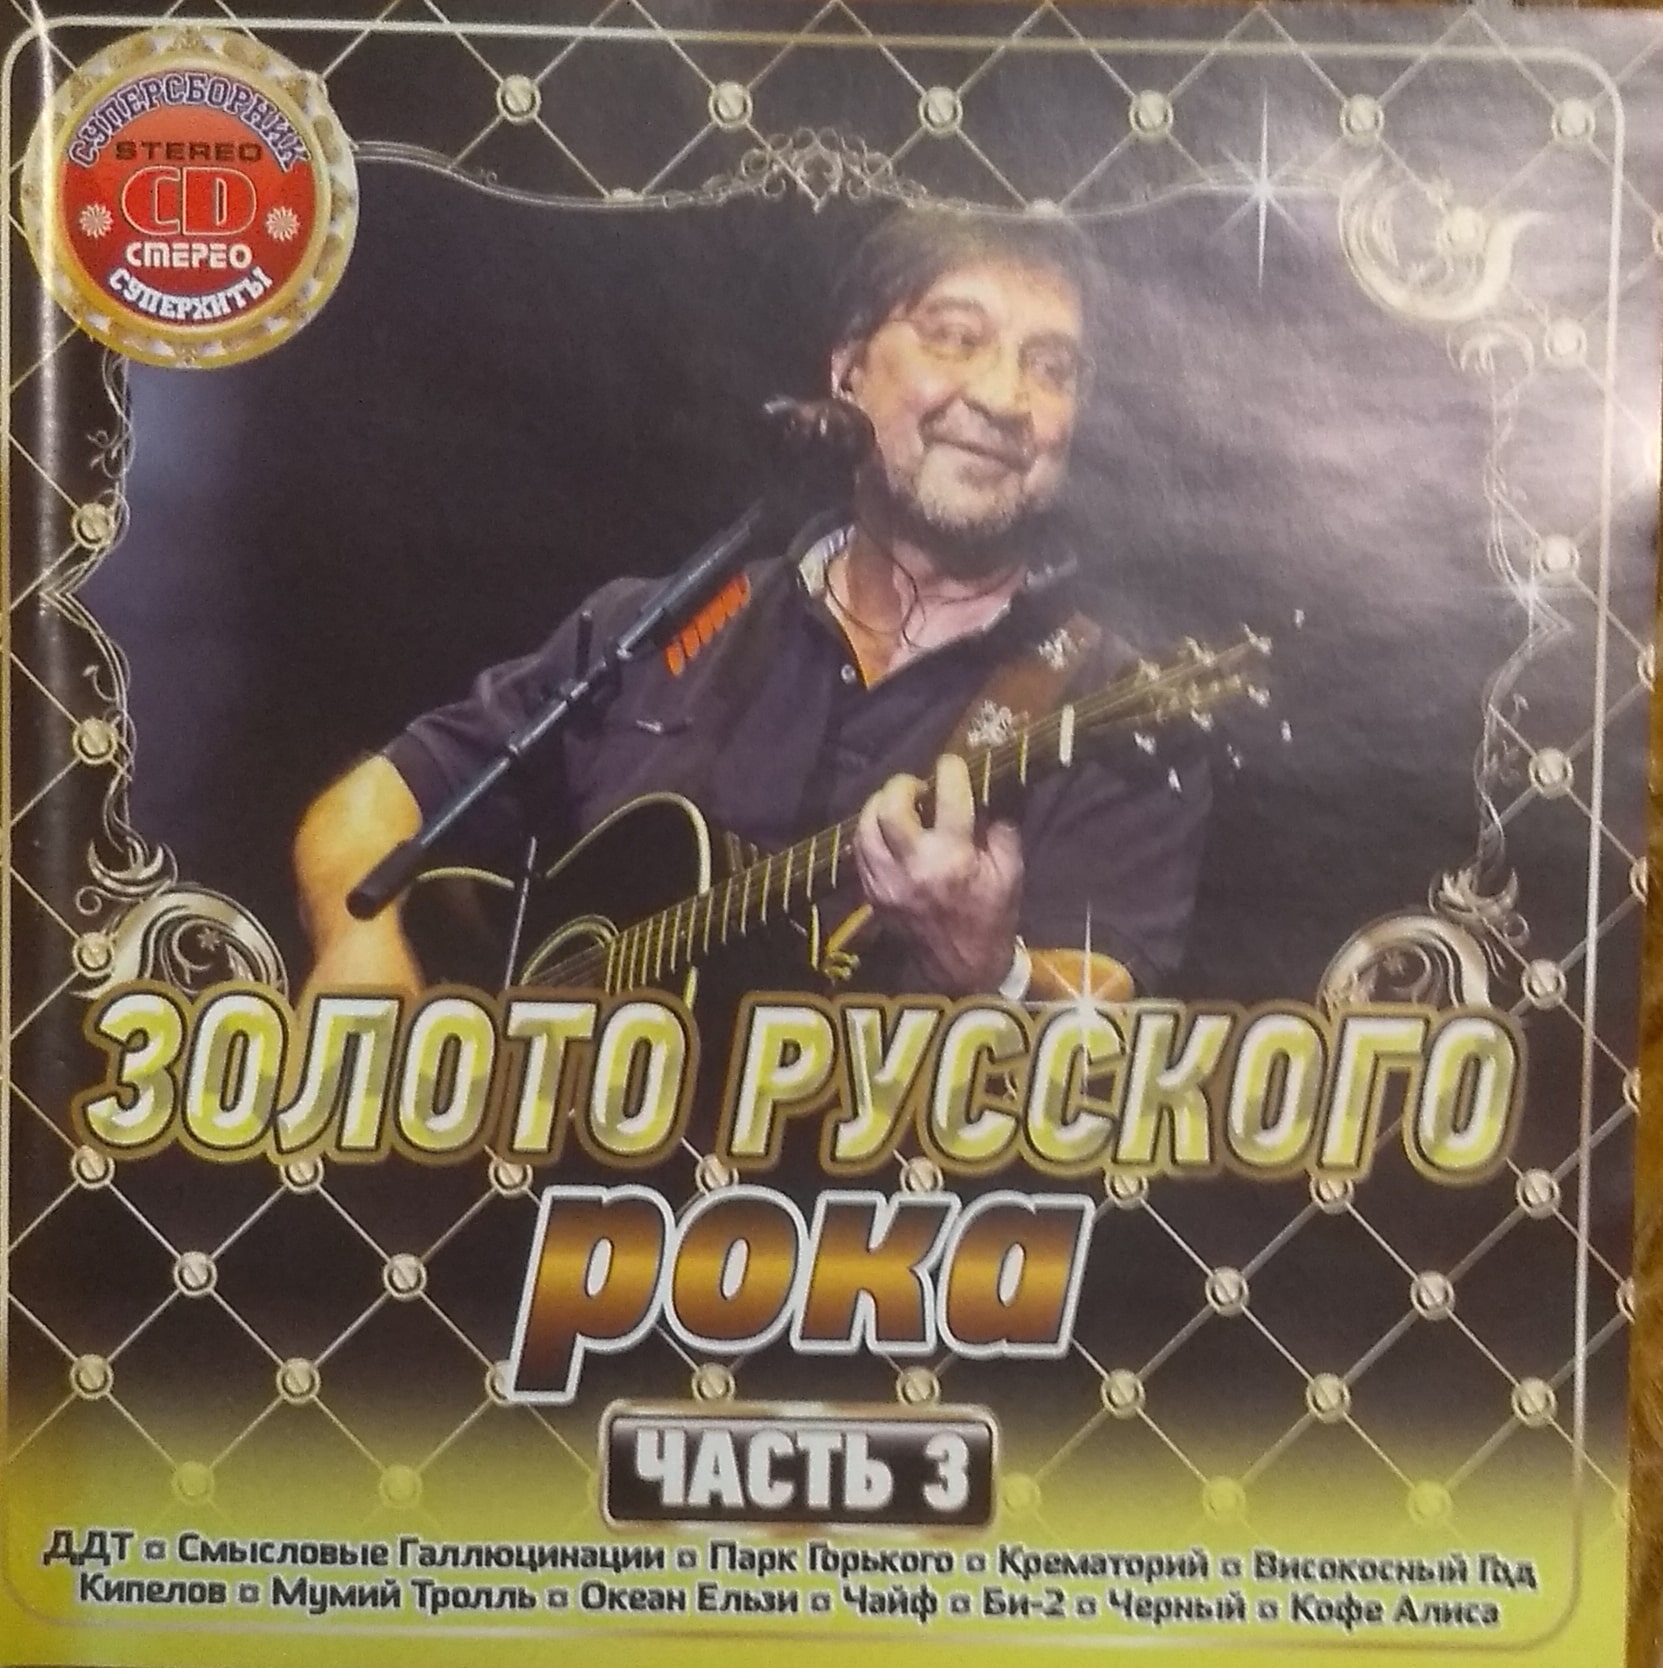 СУПЕРСБОРНИК
STEREO
CD
СТЕРЕО
СУПЕРХИТЫ
ЗОЛОТО РУССКОГО
рока
ЧАСТЬ 3
ДДТ ¤ Смысловые Галлюцинации ¤ Парк Горького ¤ Крематорий ¤ Високосный Год
Кипелов ¤ Мумий Тролль ¤ Океан Ельзи ¤ Чайф ¤ Би-2 ¤ Черный ¤ Кофе Алиса